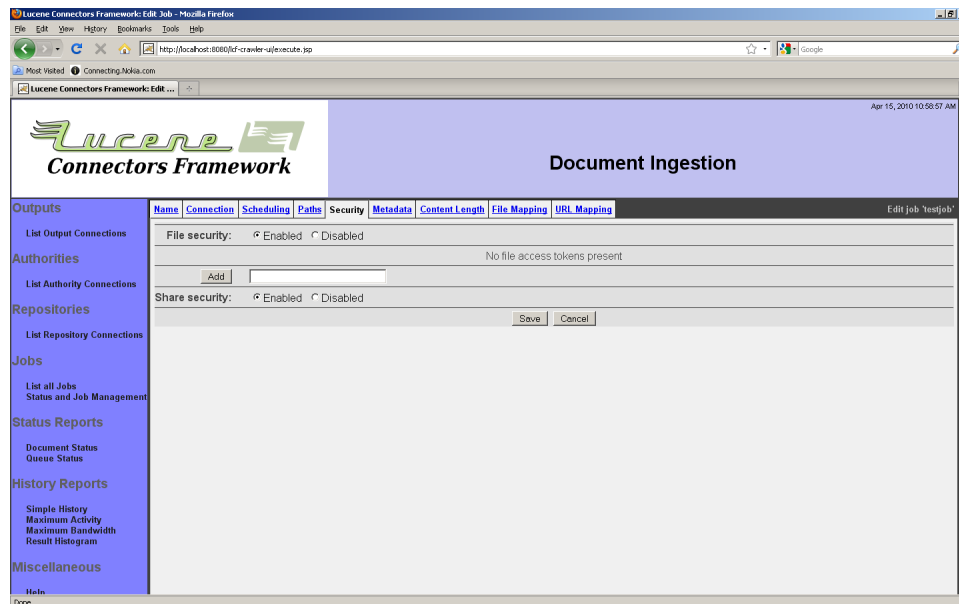 Lucene Connectors Framework: Edit Job - Mozilla Firefox
File Edit View History Bookmarks Tools Help
http://localhost:8080/lcf-crawler-ui/execute.jsp
Google
Most Visited Connecting.Nokia.com
Lucene Connectors Framework: Edit ...
Apr 15, 2010 10:58:57 AM
Lucene
Connectors Framework
Document Ingestion
Name Connection Scheduling Paths Security Metadata Content Length File Mapping URL Mapping
Edit job 'testjob'
Outputs
List Output Connections
Authorities
List Authority Connections
Repositories
List Repository Connections
Jobs
List all Jobs
Status and Job Management
Status Reports
Document Status
Queue Status
History Reports
Simple History
Maximum Activity
Maximum Bandwidth
Result Histogram
Miscellaneous
Help
File security: Enabled Disabled
No file access tokens present
Add
Share security: Enabled Disabled
Save Cancel
Done